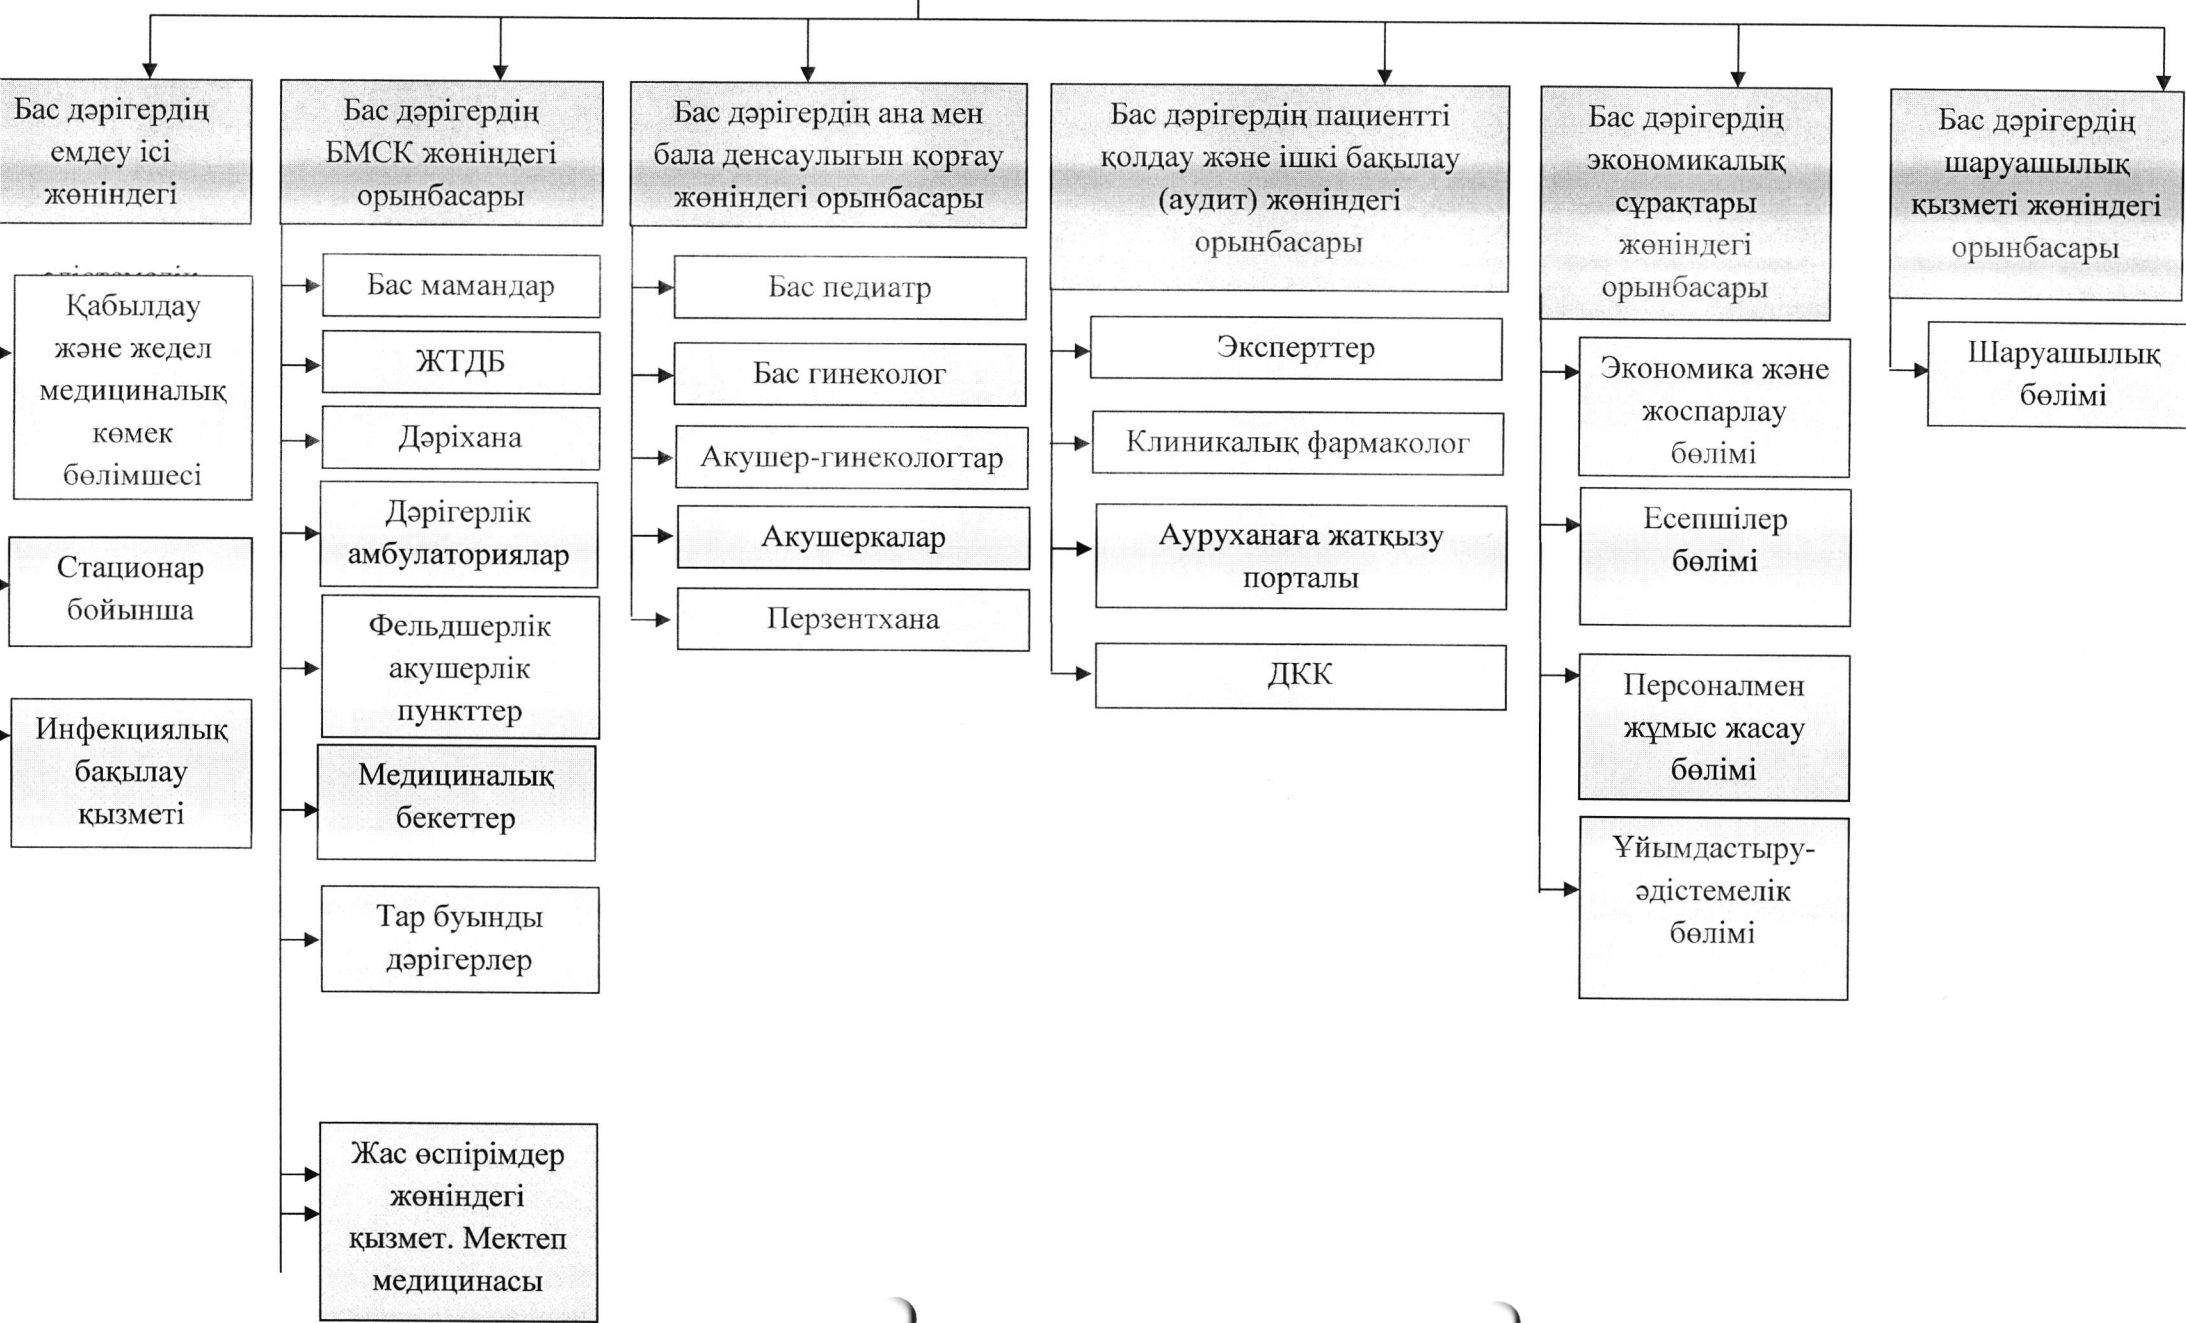 Бас дәрігердің
емдеу ісі
жөніндегі
Қабылдау
және жедел
медициналық
көмек
бөлімшесі
Стационар
бойынша
Инфекциялық
бақылау
қызметі
Бас дәрігердің
БМСК жөніндегі
орынбасары
Бас мамандар
ЖТДБ
Дәріхана
Дәрігерлік
амбулаториялар
Фельдшерлік
акушерлік
пункттер
Медициналық
бекеттер
Тар буынды
дәрігерлер
Жас өспірімдер
жөніндегі
қызмет. Мектеп
медицинасы
Бас дәрігердің ана мен
бала денсаулығын қорғау
жөніндегі орынбасары
Бас педиатр
Бас гинеколог
Акушер-гинекологтар
Акушеркалар
Перзентхана
Бас дәрігердің пациентті
қолдау және ішкі бақылау
(аудит) жөніндегі
орынбасары
Эксперттер
Клиникалық фармаколог
Ауруханаға жатқызу
порталы
ДКК
Бас дәрігердің
экономикалық
сұрақтары
жөніндегі
орынбасары
Экономика және
жоспарлау
бөлімі
Есепшілер
бөлімі
Персоналмен
жұмыс жасау
бөлімі
Ұйымдастыру-
әдістемелік
бөлімі
Бас дәрігердің
шаруашылық
қызметі жөніндегі
орынбасары
Шаруашылық
бөлімі